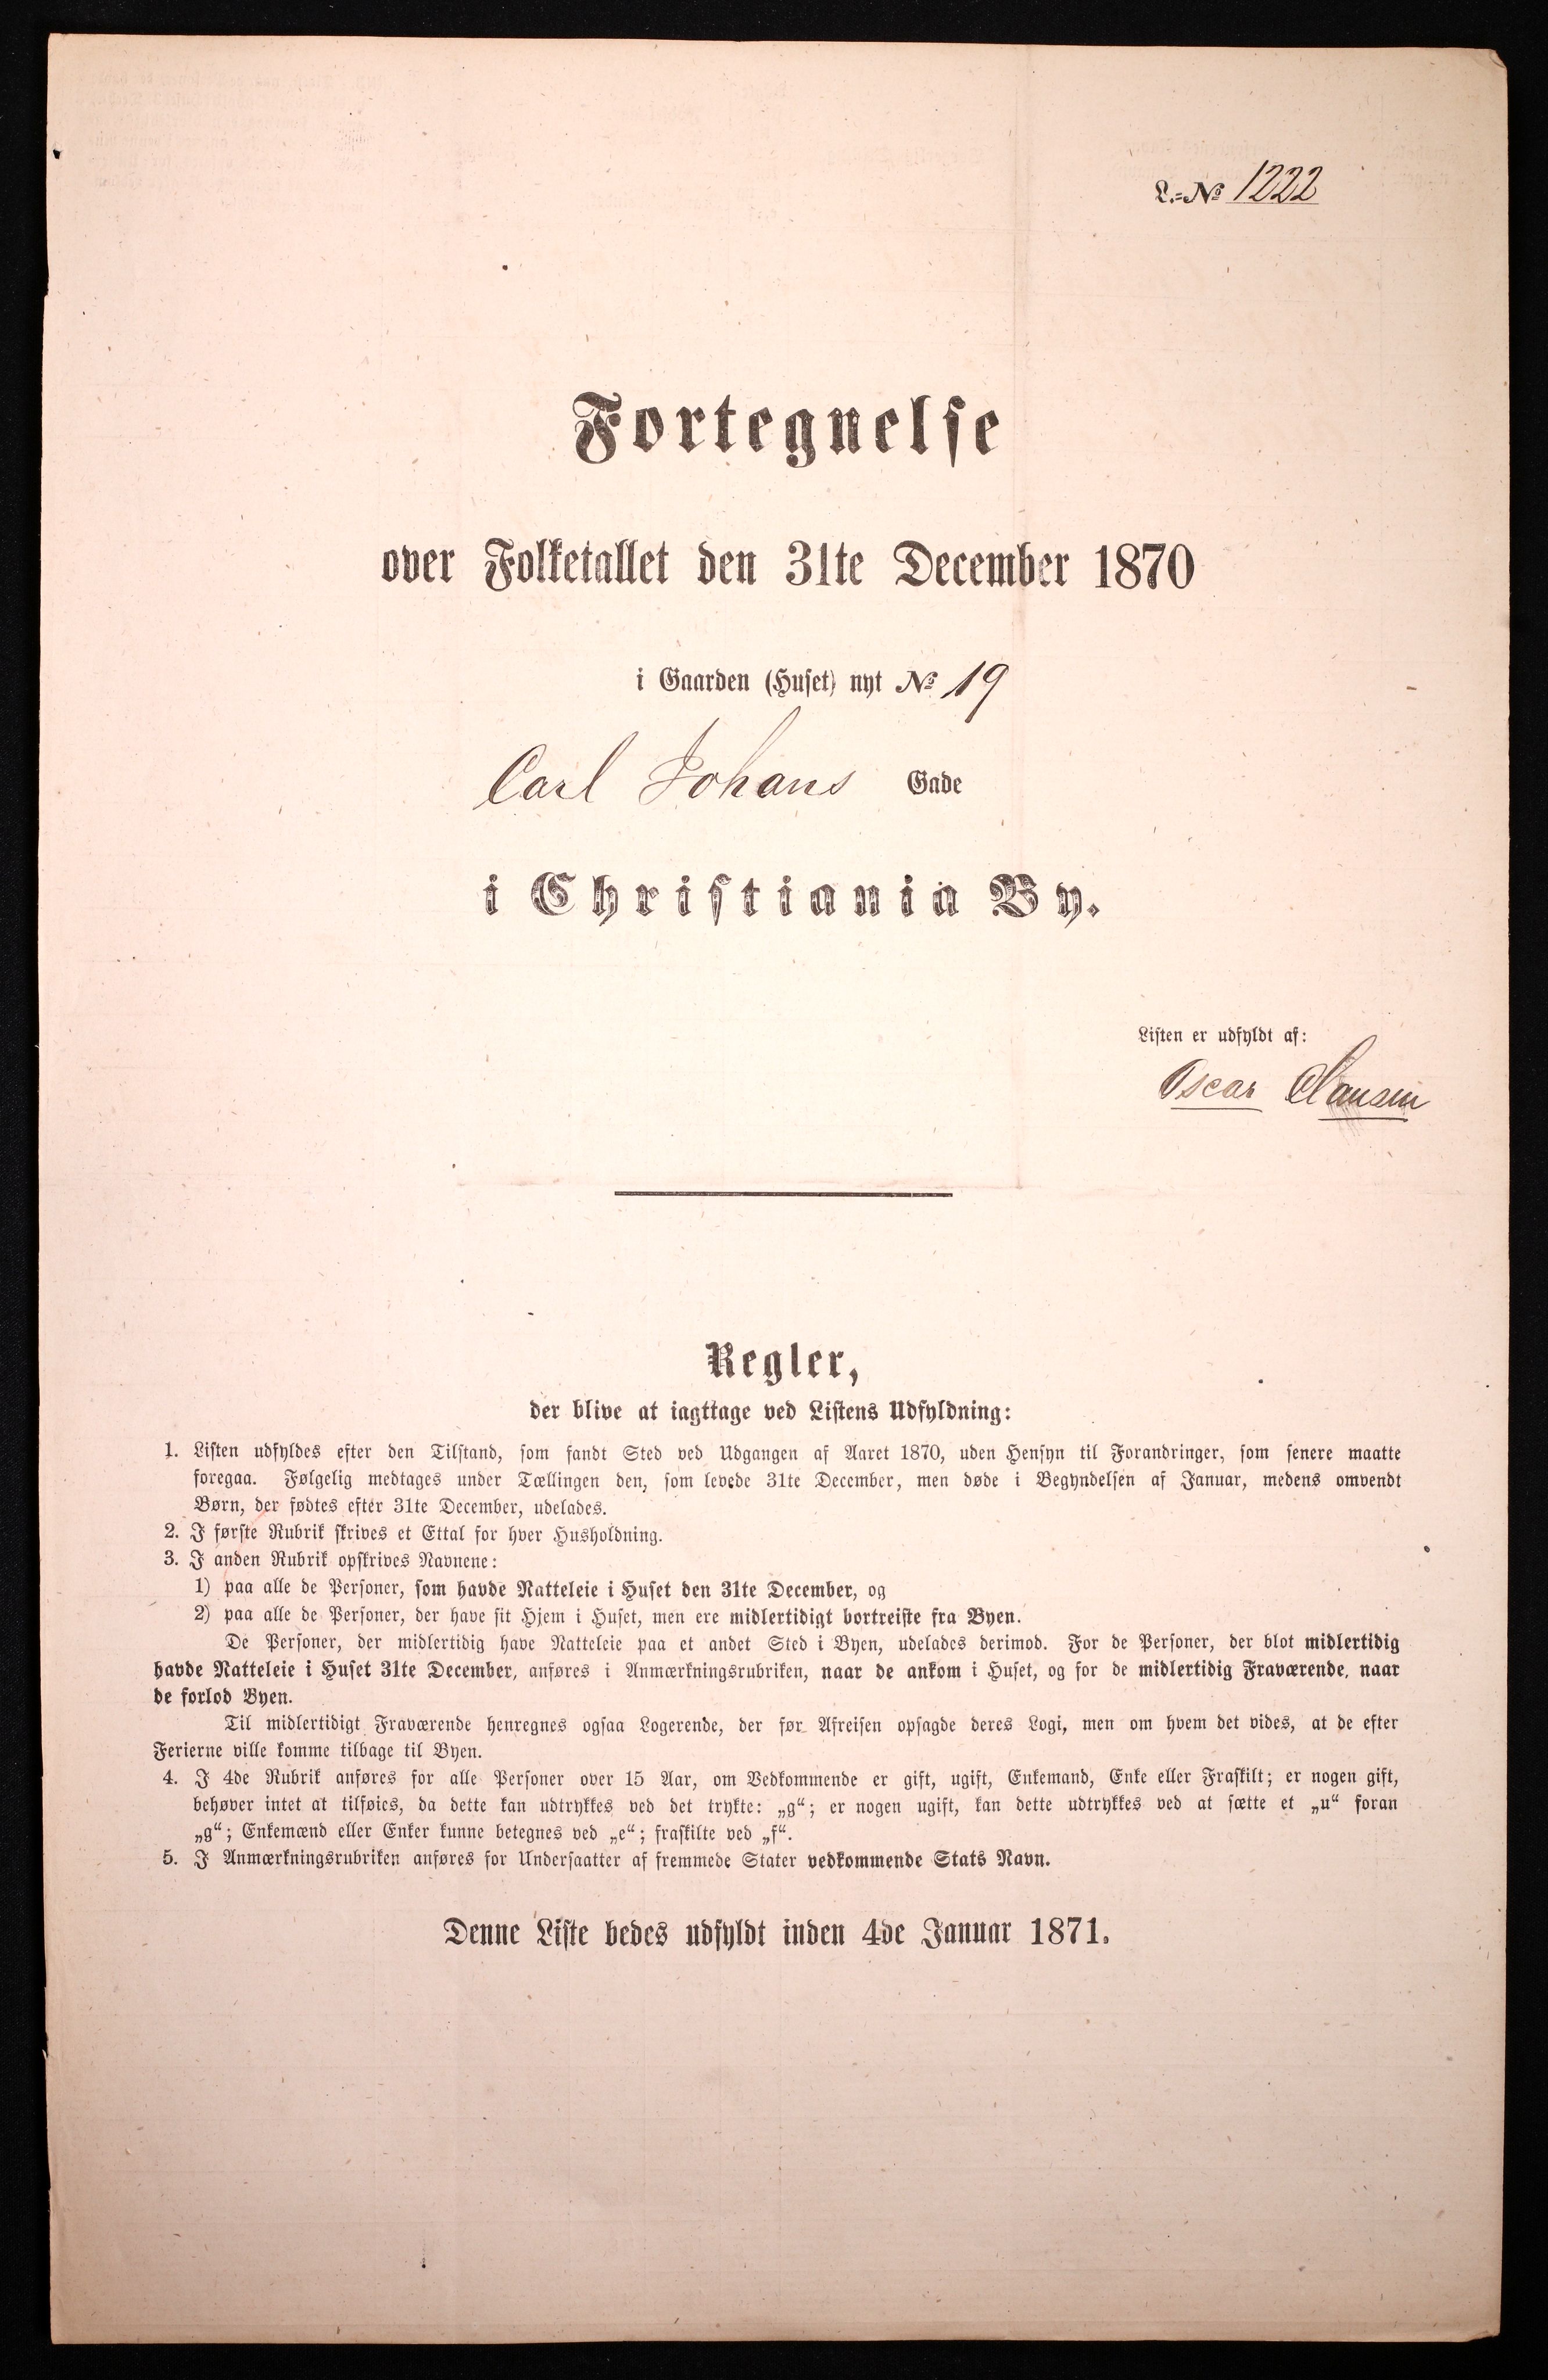 L.=№ 1222
Fortegnelse
over Folketallet den 31te December 1870
i Gaarden (Huset) nyt № 19
Carl Johans Gade
i Christiania By.
Listen er udfyldt af:
Oscar
Regler,
der blive at iagttage ved Listens Udfyldning:
1. Listen udfyldes efter den Tilstand, som fandt Sted ved Udgangen af Aaret 1870, uden Hensyn til Forandringer, som senere maatte
foregaa. Følgelig medtages under Tællingen den, som levede 31te December, men døde i Begyndelsen af Januar, medens omvendt
Børn, der fødtes efter 31te December, udelades.
2. I første Rubrik skrives et Ettal for hver Husholdning.
3. I anden Rubrik opskrives Navnene:
1) paa alle de Personer, som havde Natteleie i Huset den 31te December, og
2) paa alle de Personer, der have sit Hjem i Huset, men ere midlertidigt bortreiste fra Byen.
De Personer, der midlertidig have Natteleie paa et andet Sted i Byen, udelades derimod. For de Personer, der blot midlertidig
havde Natteleie i Huset 31te December, anføres i Anmærkningsrubriken, naar de ankom i Huset, og for de midlertidig Fraværende, naar
de forlod Byen.
Til midlertidigt Fraværende henregnes ogsaa Logerende, der før Afreisen opsagde deres Logi, men om hvem det vides, at de efter
Ferierne ville komme tilbage til Byen.
4. I 4de Rubrik anføres for alle Personer over 15 Aar, om Vedkommende er gift, ugift, Enkemand, Enke eller Fraskilt; er nogen gift,
behøver intet at tilføies, da dette kan udtrykkes ved det trykte: „g“; er nogen ugift, kan dette udtrykkes ved at sætte et „u“ foran
„g“; Enkemænd eller Enker kunne betegnes ved „e“; fraskilte ved „f“.
5. I Anmærkningsrubriken anføres for Undersaatter af fremmede Stater vedkommende Stats Navn.
Denne Liste bedes udfyldt inden 4de Januar 1871.